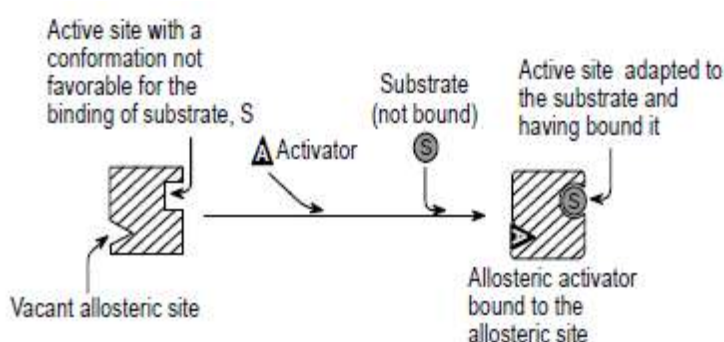 Active site with a
conformation not
favorable for the
binding of substrate, S
A Activator
Substrate
(not bound)
S
Active site adapted to
the substrate and
having bound it
S
A
Vacant allosteric site
Allosteric activator
bound to the
allosteric site